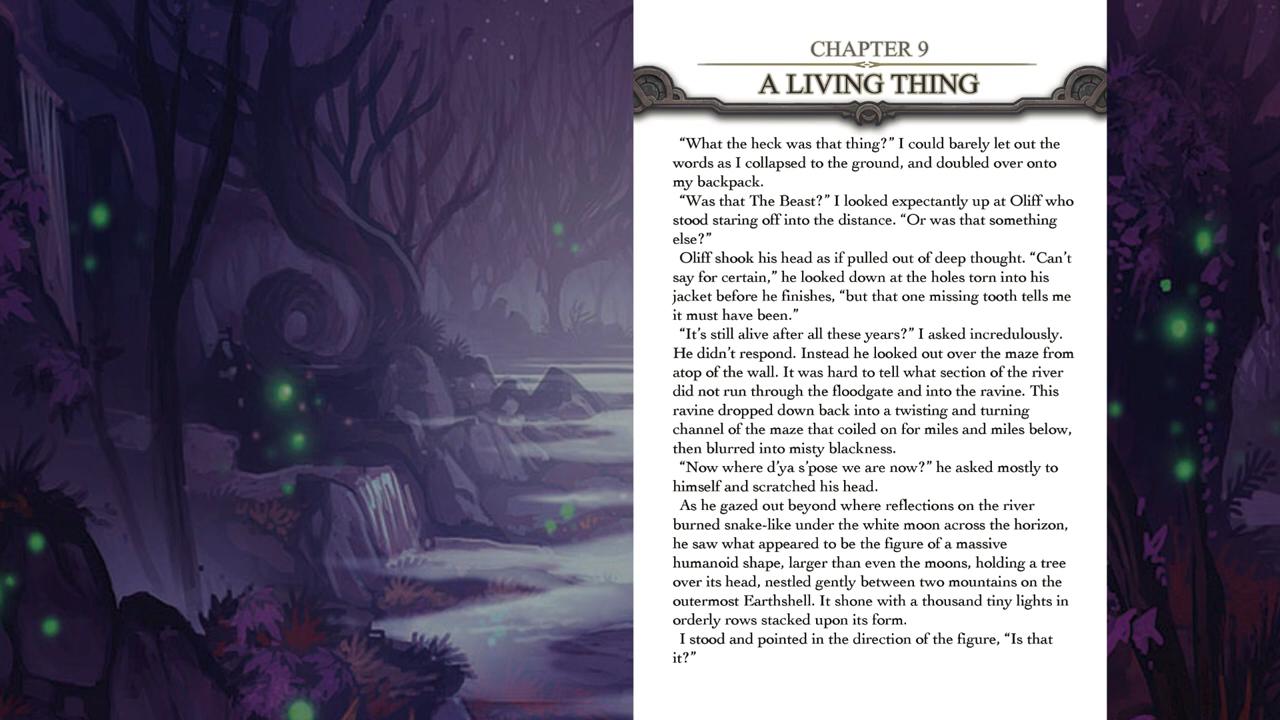 CHAPTER 9
A LIVING THING
“What the heck was that thing?” I could barely let out the
words as I collapsed to the ground, and doubled over onto
my backpack.
“Was that The Beast?” I looked expectantly up at Oliff who
stood staring off into the distance. “Or was that something
else?”
Oliff shook his head as if pulled out of deep thought. “Can’t
say for certain,” he looked down at the holes torn into his
jacket before he finishes, “but that one missing tooth tells me
it must have been.”
“It’s still alive after all these years?” I asked incredulously.
He didn’t respond. Instead he looked out over the maze from
atop of the wall. It was hard to tell what section of the river
did not run through the floodgate and into the ravine. This
ravine dropped down back into a twisting and turning
channel of the maze that coiled on for miles and miles below,
then blurred into misty blackness.
“Now where d’ya s’pose we are now?” he asked mostly to
himself and scratched his head.
As he gazed out beyond where reflections on the river
burned snake-like under the white moon across the horizon,
he saw what appeared to be the figure of a massive
humanoid shape, larger than even the moons, holding a tree
over its head, nestled gently between two mountains on the
outermost Earthshell. It shone with a thousand tiny lights in
orderly rows stacked upon its form.
I stood and pointed in the direction of the figure, “Is that
it?”